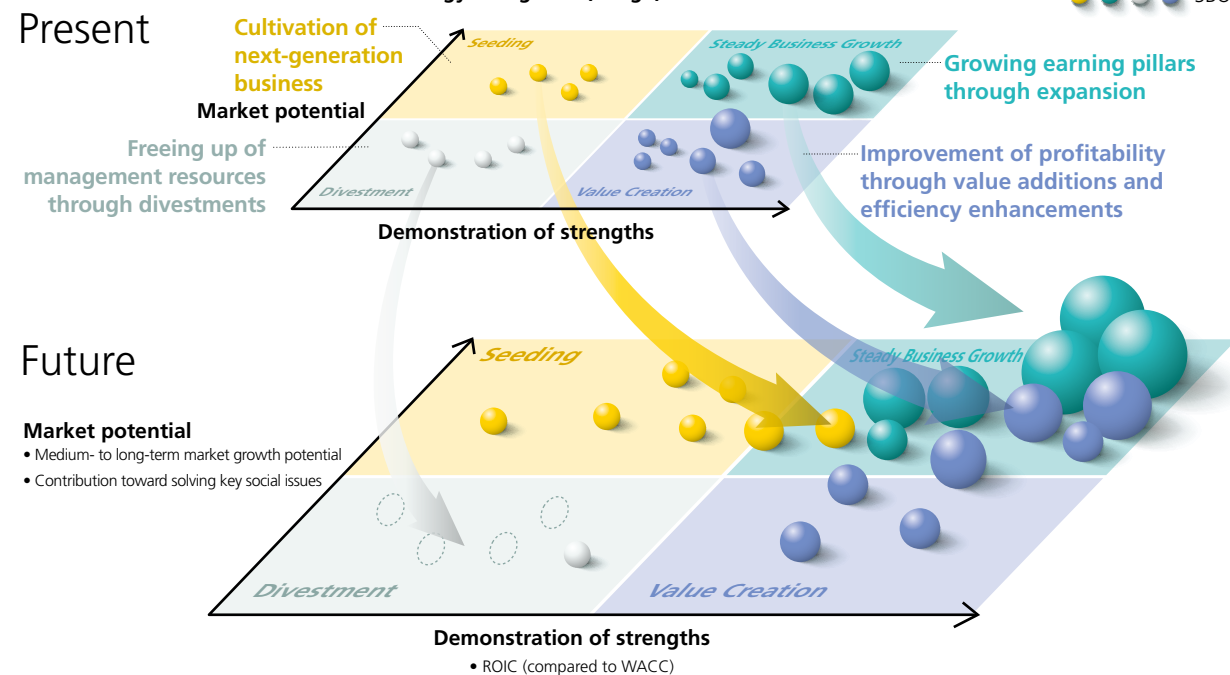 Present
Cultivation of
next-generation
business
Market potential
Seeding
Steady Business Growth
Growing earning pillars
through expansion
Freeing up of
management resources
through divestments
Divestment
Value Creation
Improvement of profitability
through value additions and
efficiency enhancements
Demonstration of strengths
Future
Seeding
Steady Business Growth
Market potential
• Medium- to long-term market growth potential
• Contribution toward solving key social issues
Divestment
Value Creation
Demonstration of strengths
• ROIC (compared to WACC)